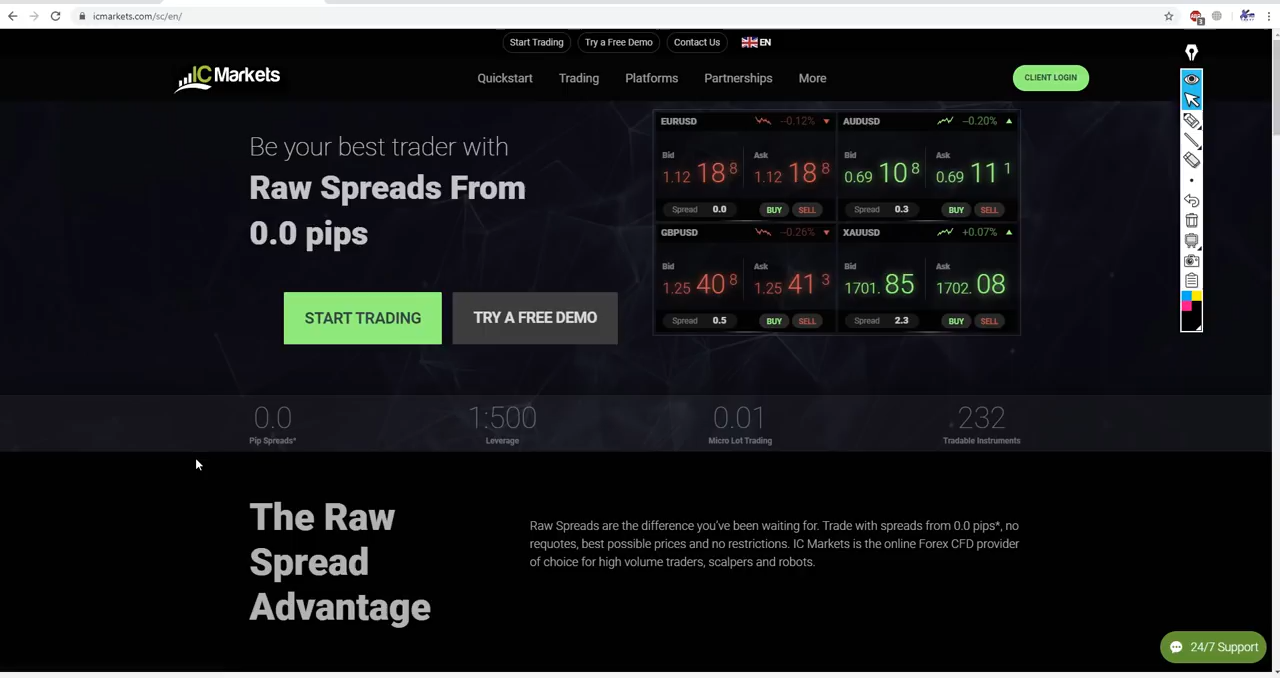 icmarkets.com/sc/en/
Start Trading Try a Free Demo Contact Us EN
IC Markets Quickstart Trading Platforms Partnerships More CLIENT LOGIN
Be your best trader with
Raw Spreads From
0.0 pips
START TRADING TRY A FREE DEMO
EURUSD -0.12% AUDUSD -0.20%
Bid Ask Bid Ask
1.12 18 8 1.12 18 8 0.69 10 8 0.69 11 1
Spread 0.0 BUY SELL Spread 0.3 BUY SELL
GBPUSD -0.26% XAUUSD +0.07%
Bid Ask Bid Ask
1.25 40 8 1.25 41 3 1701. 85 1702. 08
Spread 0.5 BUY SELL Spread 2.3 BUY SELL
0.0 1:500 0.01 232
Pip Spreads* Leverage Micro Lot Trading Tradable Instruments
The Raw
Spread
Advantage
Raw Spreads are the difference you've been waiting for. Trade with spreads from 0.0 pips*, no
requotes, best possible prices and no restrictions. IC Markets is the online Forex CFD provider
of choice for high volume traders, scalpers and robots.
24/7 Support